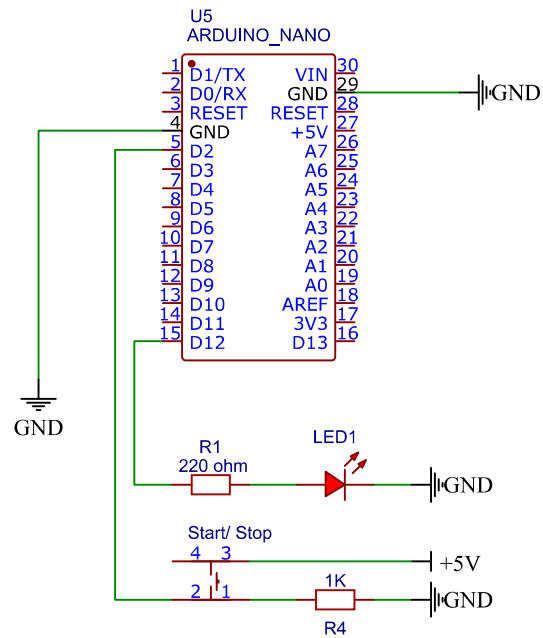 U5
ARDUINO_NANO
1 D1/TX VIN 30
2 D0/RX GND 29 GND
3 RESET RESET 28
4 GND +5V 27
5 D2 A7 26
6 D3 A6 25
7 D4 A5 24
8 D5 A4 23
9 D6 A3 22
10 D7 A2 21
11 D8 A1 20
12 D9 A0 19
13 D10 AREF 18
14 D11 3V3 17
15 D12 D13 16
GND
R1 LED1
220 ohm
GND
Start/ Stop
4 3 +5V
1K
2 1 GND
R4